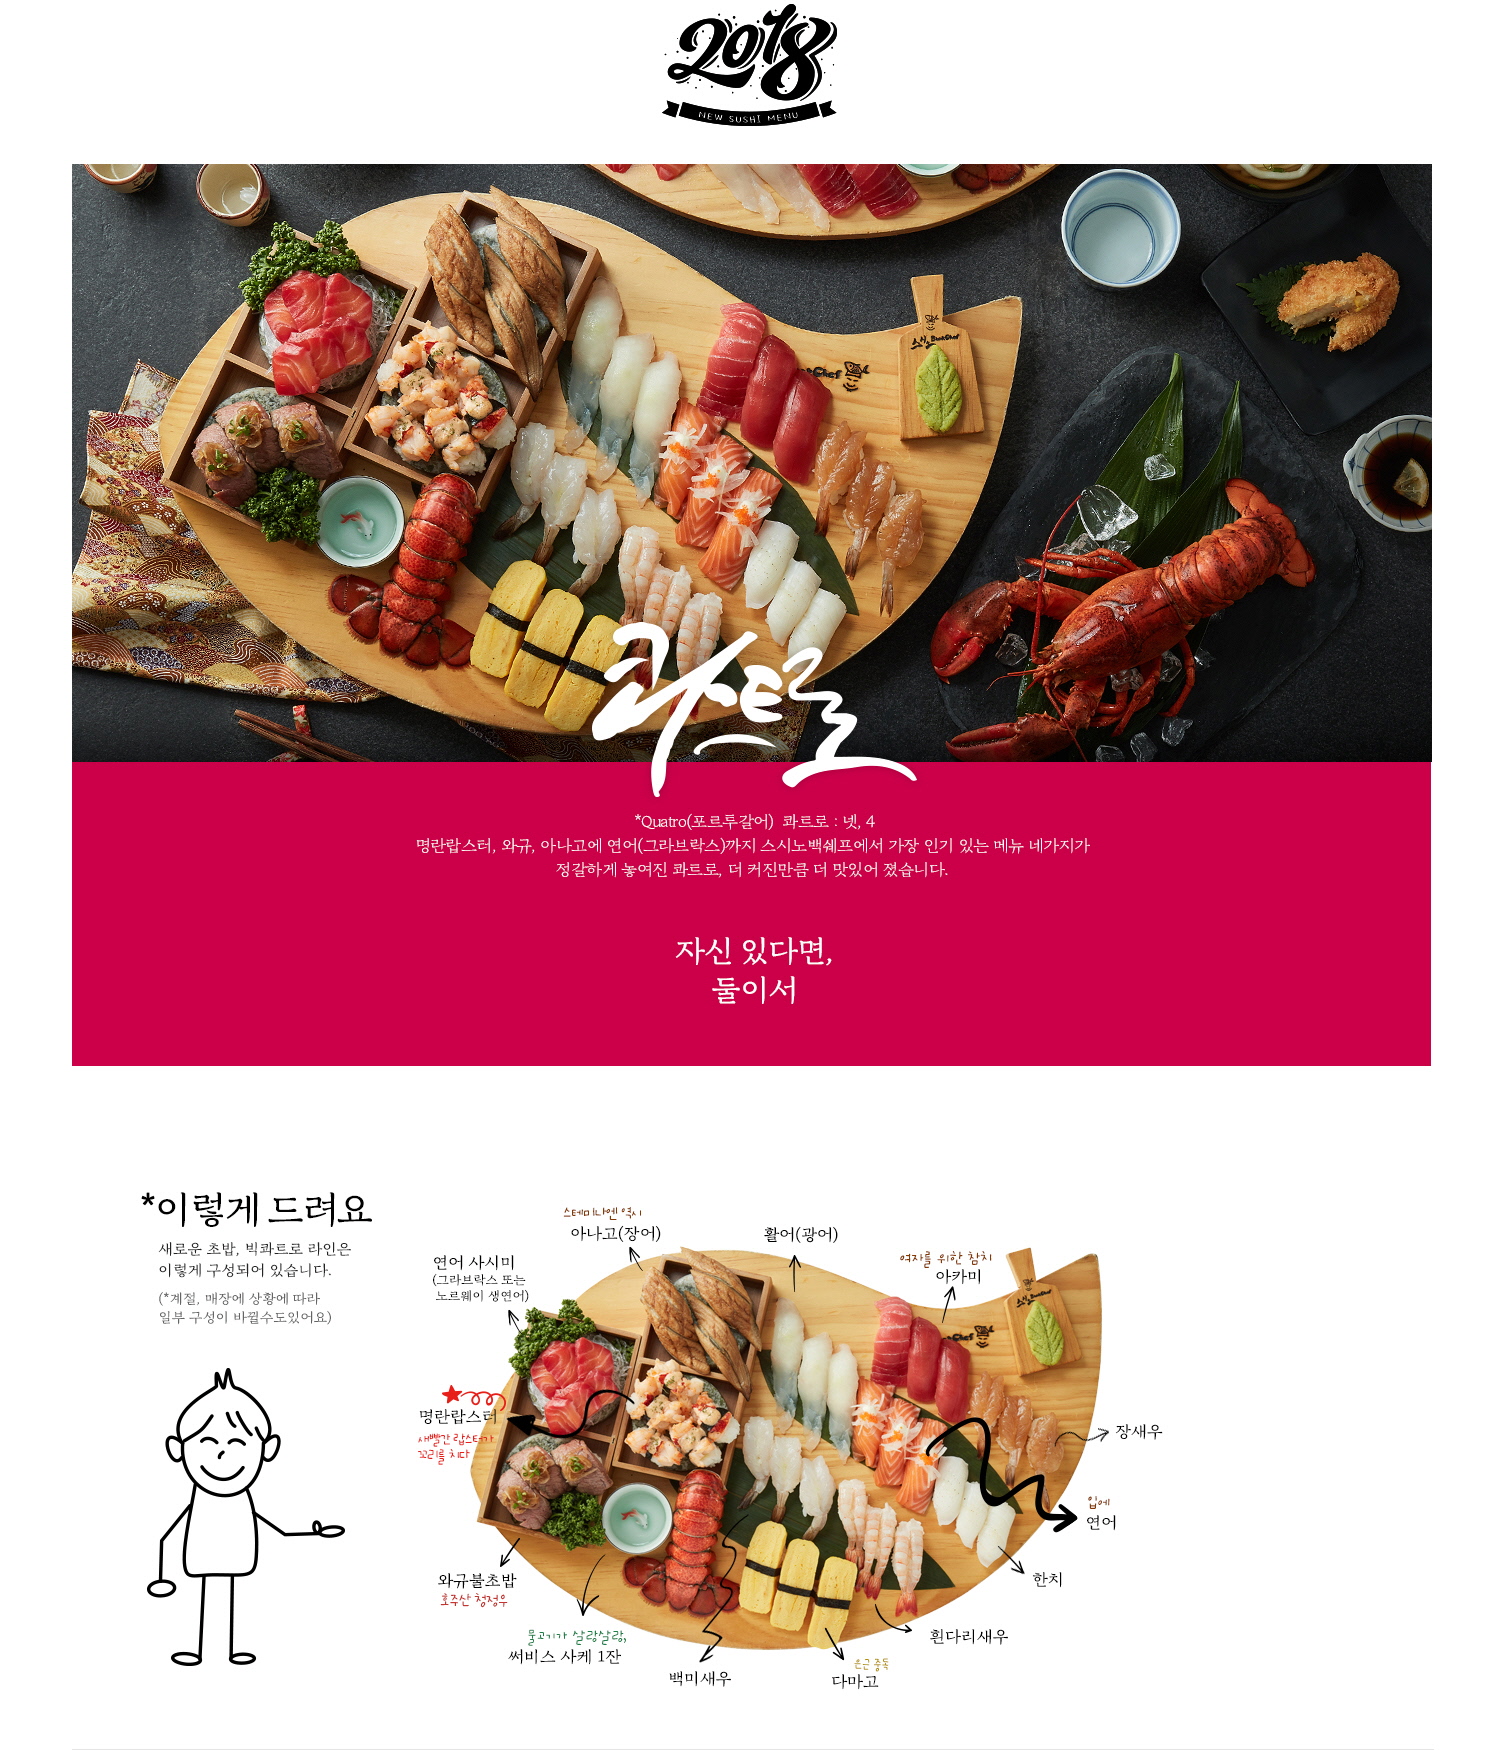 2018
NEW SUSHI MENU
콰트로
*Quatro(포르투갈어) 콰르로 : 넷, 4
명란랍스터, 와규, 아나고에 연어(그라브락스)까지 스시노백쉐프에서 가장 인기 있는 메뉴 네가지가
정갈하게 놓여진 콰르로, 더 커진만큼 더 맛있어 졌습니다.
자신 있다면,
둘이서
*이렇게 드려요
새로운 초밥, 빅콰트로 라인은
이렇게 구성되어 있습니다.
(*계절, 매장에 상황에 따라
일부 구성이 바뀔수도있어요)
스테미나엔 역시
아나고(장어)
활어(광어)
연어 사시미
(그라브락스 또는
노르웨이 생연어)
여자를 위한 참치
아카미
명란랍스터
새빨간 랍스터가
꼬리를 치다
장새우
입에
연어
한치
와규불초밥
호주산 청정우
물고기가 살랑살랑,
써비스 사케 1잔
흰다리새우
백미새우
은근 중독
다마고